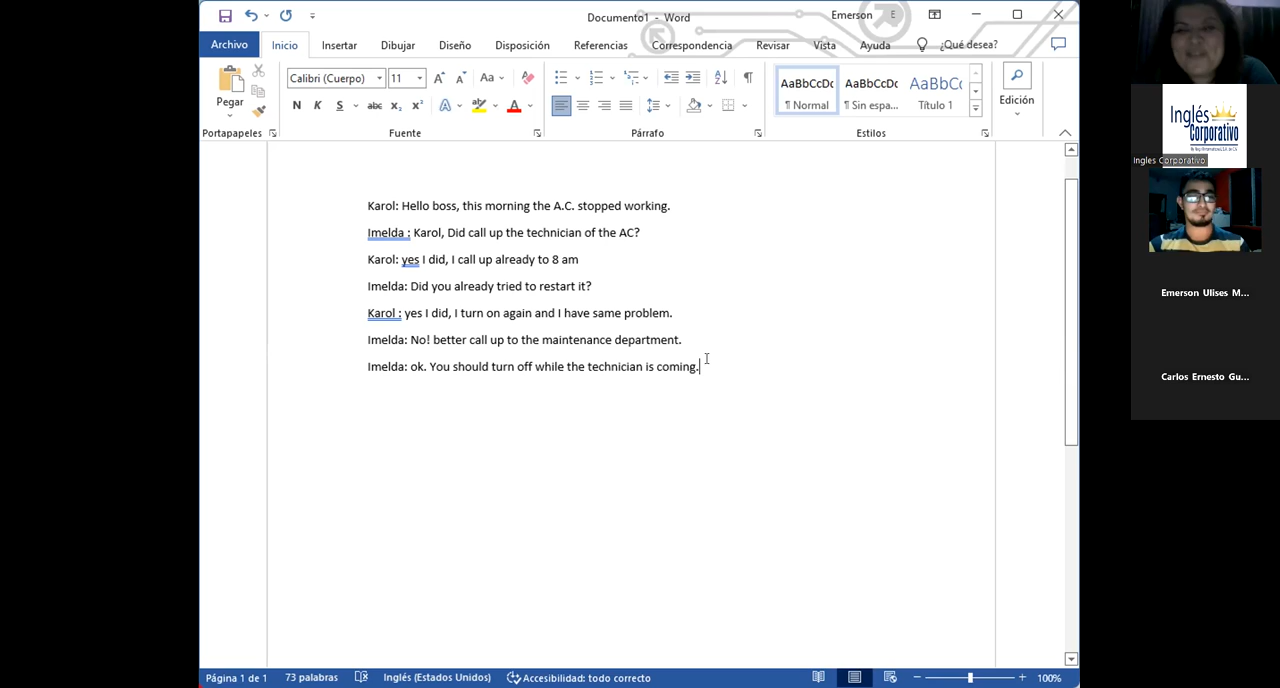 Documento1 - Word
Emerson
E
Archivo
Inicio
Insertar
Dibujar
Diseño
Disposición
Referencias
Correspondencia
Revisar
Vista
Ayuda
¿Qué desea?
Pegar
Calibri (Cuerpo)
11
Aa
N K S abc x₂ x² A A
AaBbCcDc
AaBbCcDc
AaBbCc
¶ Normal
¶ Sin espa...
Título 1
Edición
Portapapeles
Fuente
Párrafo
Estilos
Karol: Hello boss, this morning the A.C. stopped working.
Imelda : Karol, Did call up the technician of the AC?
Karol: yes I did, I call up already to 8 am
Imelda: Did you already tried to restart it?
Karol : yes I did, I turn on again and I have same problem.
Imelda: No! better call up to the maintenance department.
Imelda: ok. You should turn off while the technician is coming.
Página 1 de 1
73 palabras
Inglés (Estados Unidos)
Accesibilidad: todo correcto
100%
Inglés
Corporativo
Ingles Corporativo
Emerson Ulises M...
Carlos Ernesto Gu...